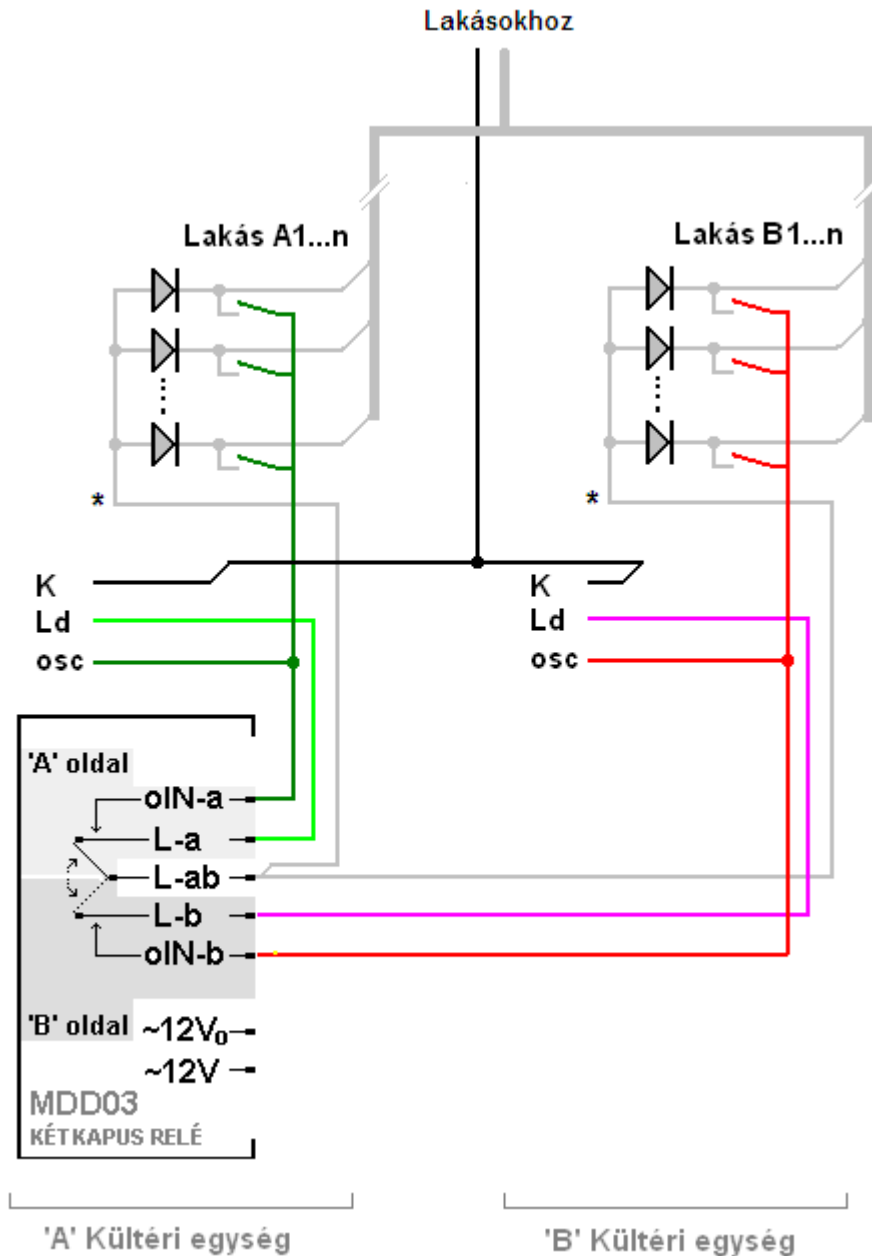 Lakásokhoz
Lakás A1...n
Lakás B1...n
*
*
K
Ld
osc
K
Ld
osc
'A' oldal
oIN-a
L-a
L-ab
L-b
oIN-b
'B' oldal
~12V₀
~12V
MDD03
KÉTKAPUS RELÉ
'A' Kültéri egység
'B' Kültéri egység